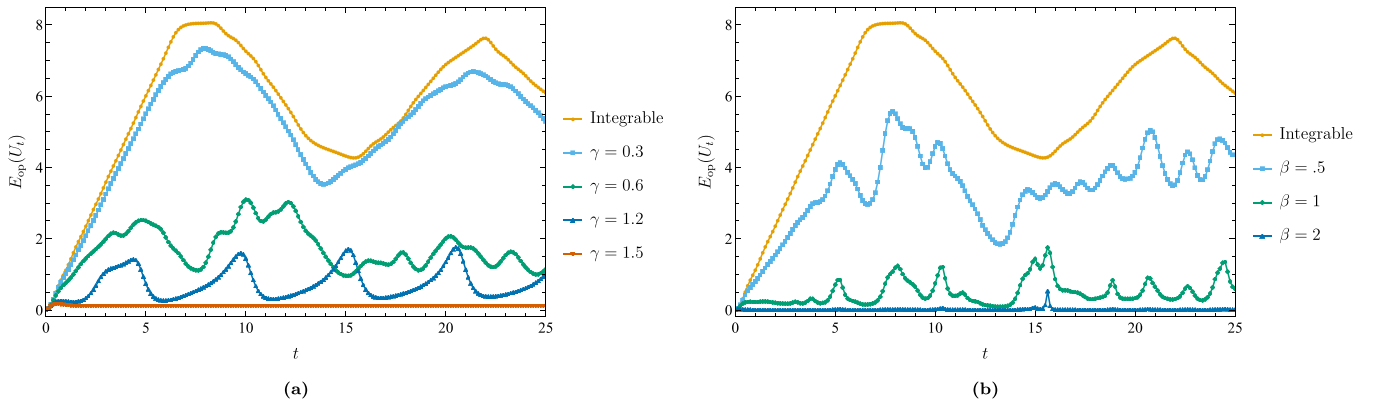 8
6
4
2
0
E_op(U_t)
0 5 10 15 20 25
t
Integrable
γ = 0.3
γ = 0.6
γ = 1.2
γ = 1.5
(a)
8
6
4
2
0
E_op(U_t)
0 5 10 15 20 25
t
Integrable
β = .5
β = 1
β = 2
(b)